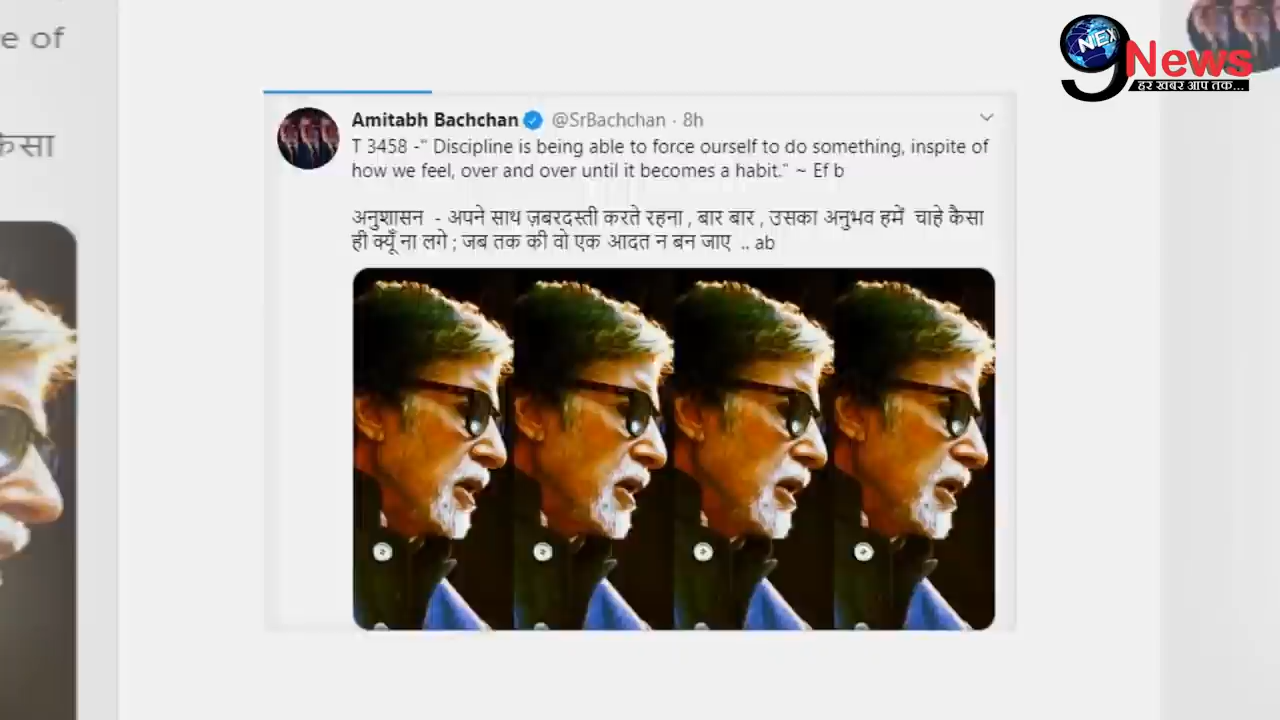 e of
केसा
NEX
9 News
हर खबर आप तक...
Amitabh Bachchan @SrBachchan · 8h
T 3458 -" Discipline is being able to force ourself to do something, inspite of
how we feel, over and over until it becomes a habit." ~ Ef b
अनुशासन - अपने साथ ज़बरदस्ती करते रहना , बार बार , उसका अनुभव हमें चाहे कैसा
ही क्यूँ ना लगे ; जब तक की वो एक आदत न बन जाए .. ab